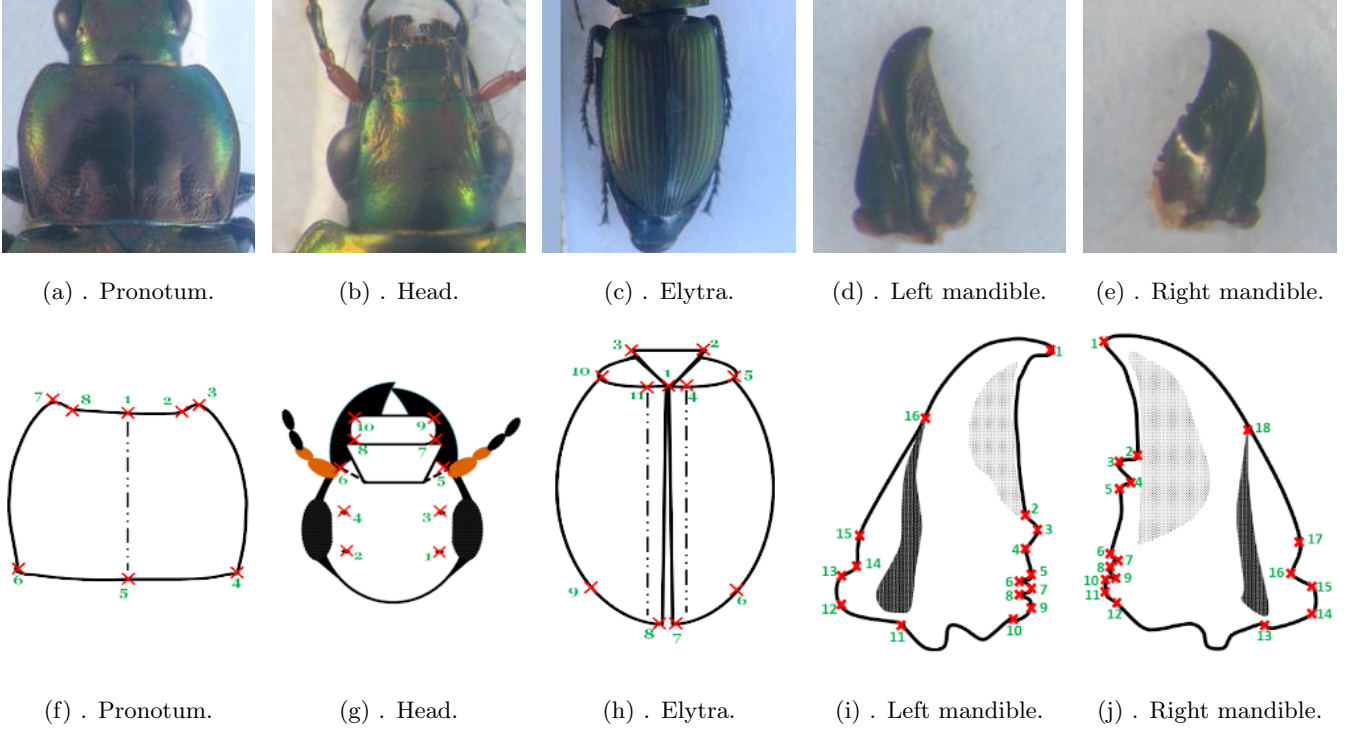 (a) . Pronotum.
(b) . Head.
(c) . Elytra.
(d) . Left mandible.
(e) . Right mandible.
7 8 1 2 3
6 5 4
10 9
8 7
6 5
4 3
2 1
3 2
10 1 5
11 4
9 6
8 7
1
16
2
3
15 4
14 5
13 6 7
8
12 9
10
11
1
18
2
3
4
5
17
6 7
8
16
10 9 15
11
12 14
13
(f) . Pronotum.
(g) . Head.
(h) . Elytra.
(i) . Left mandible.
(j) . Right mandible.